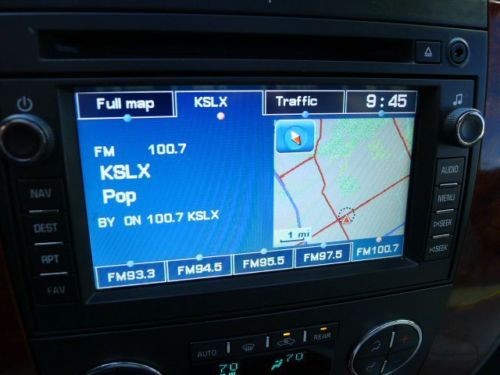 Full map KSLX Traffic 9:45
FM 100.7
KSLX
Pop
BY ON 100.7 KSLX
1 mi
FM93.3 FM94.5 FM95.5 FM97.5 FM100.7
NAV
DEST
RPT
FAV
AUDIO
MENU
SEEK
SEEK
AUTO REAR
70 70